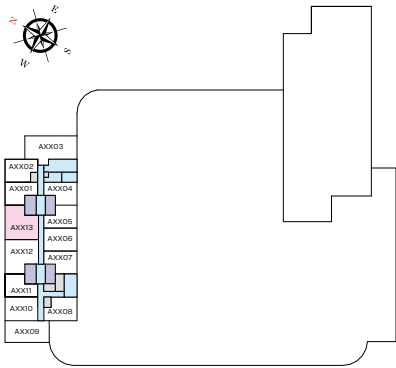 N
E
S
W
AXX03
AXX02
AXX01 AXX04
AXX13
AXX05
AXX06
AXX12
AXX07
AXX11
AXX10 AXX08
AXX09